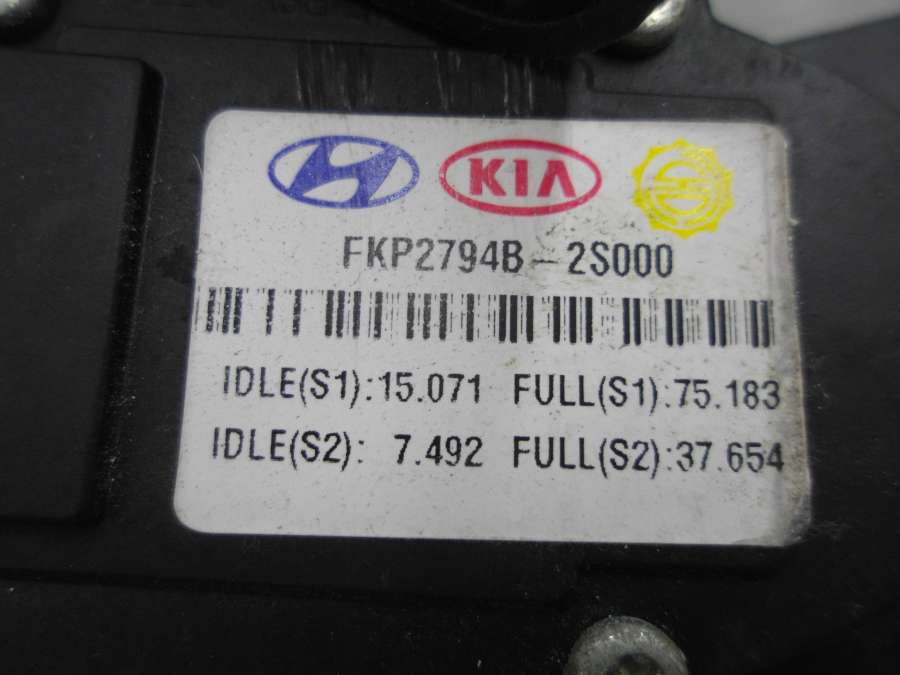 KIA
FKP2794B-2S000
IDLE(S1):15.071 FULL(S1):75.183
IDLE(S2): 7.492 FULL(S2):37.654